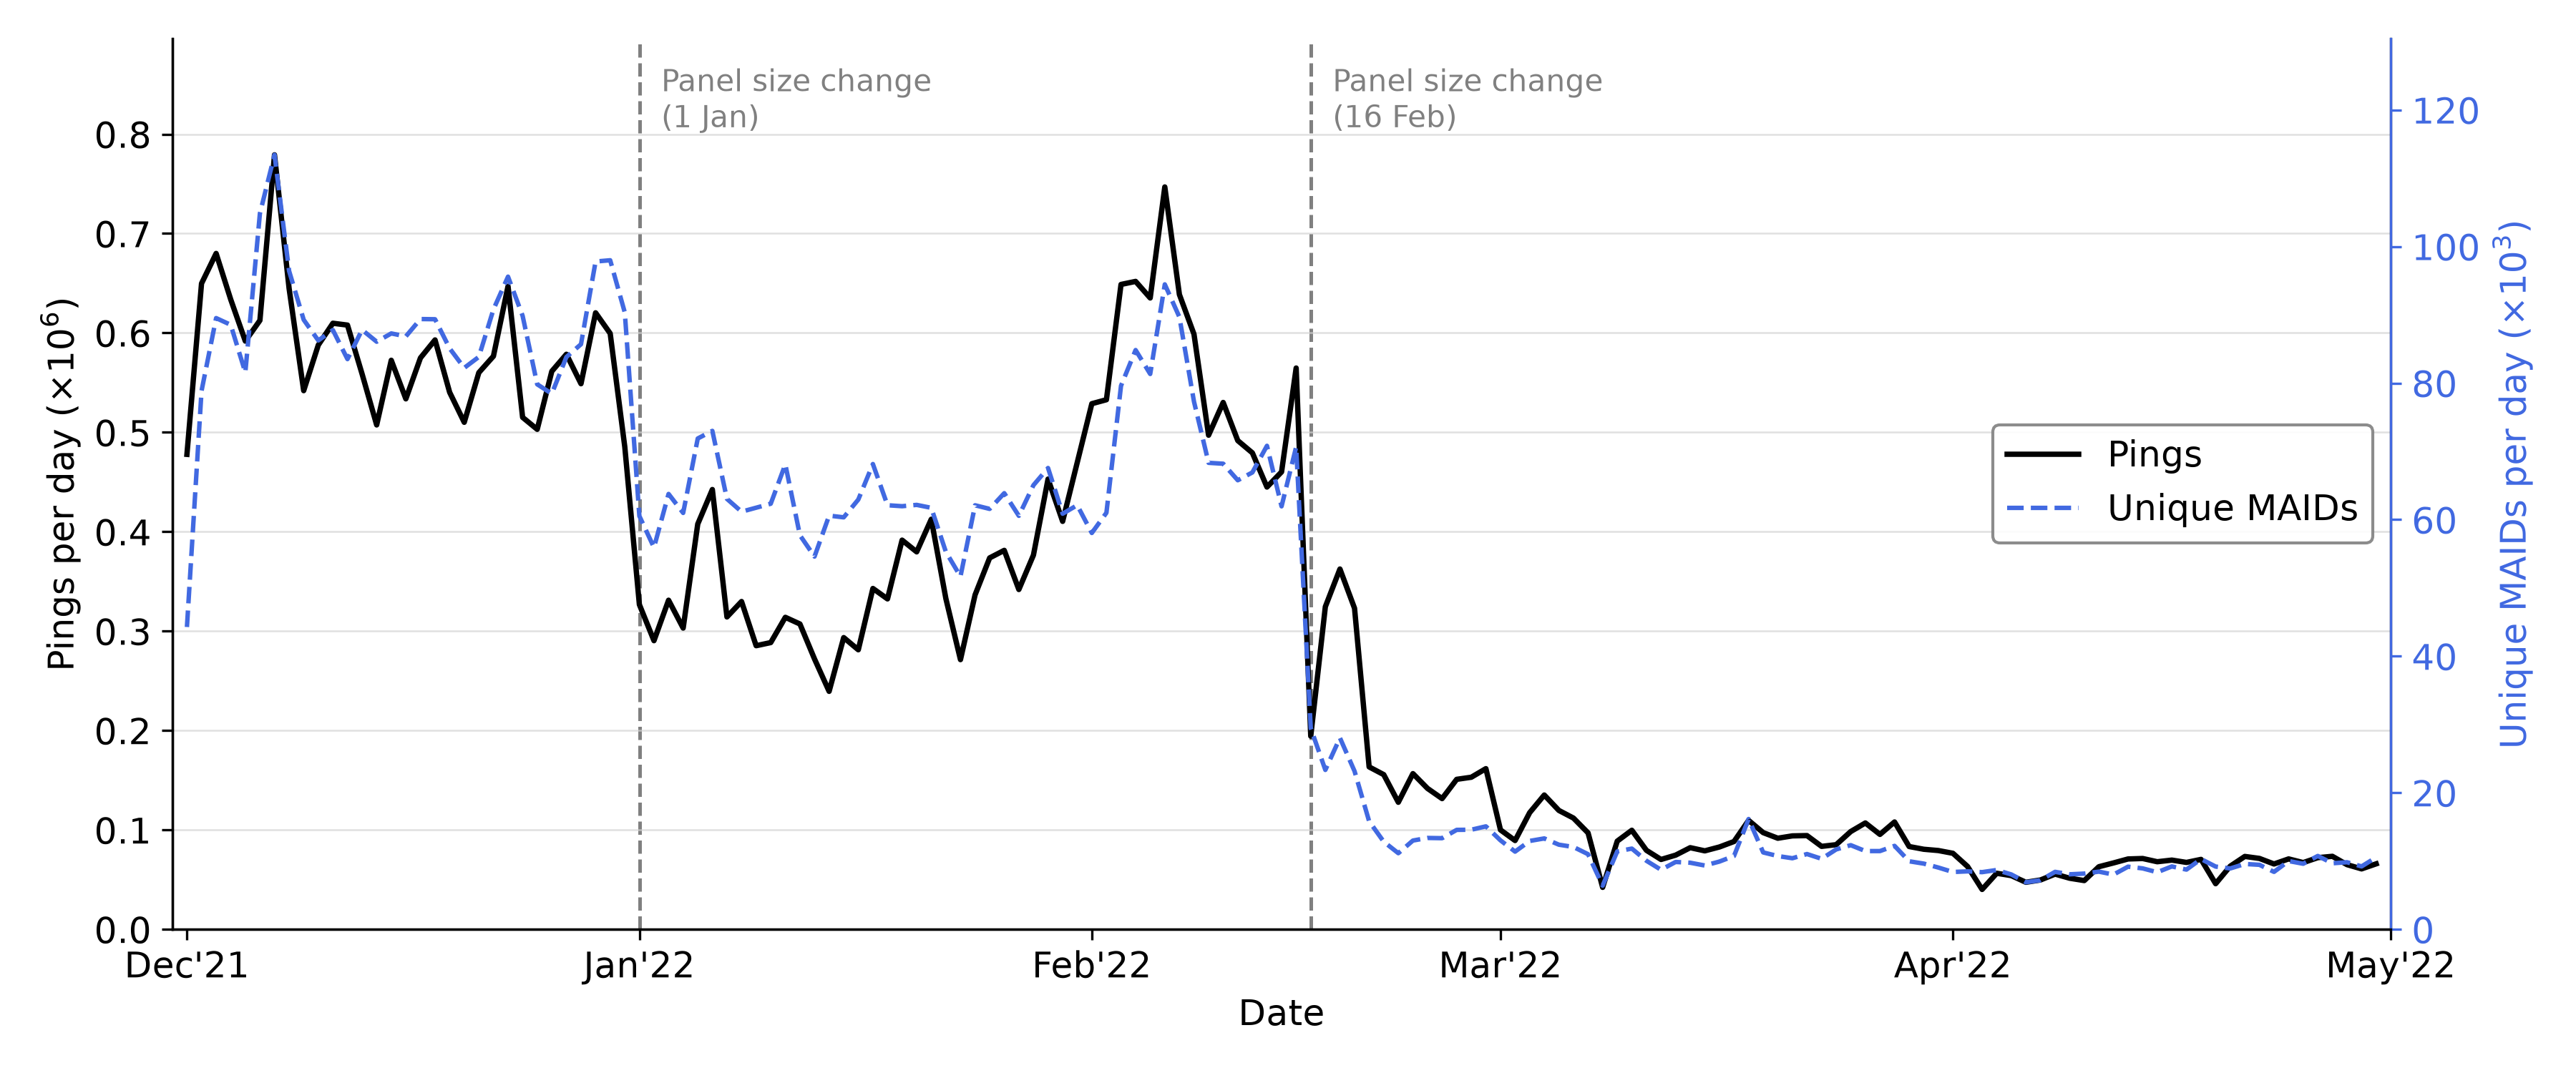 Panel size change
(1 Jan)
Panel size change
(16 Feb)
0.8
0.7
0.6
0.5
0.4
0.3
0.2
0.1
0.0
Pings per day (×10⁶)
120
100
80
60
40
20
0
Unique MAIDs per day (×10³)
Pings
Unique MAIDs
Dec'21
Jan'22
Feb'22
Mar'22
Apr'22
May'22
Date